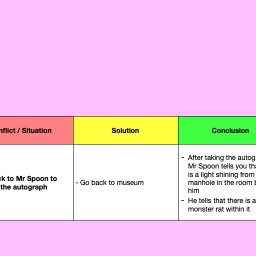 nflict / Situation
Solution
Conclusion
k to Mr Spoon to
the autograph
- Go back to museum
- After taking the autog
Mr Spoon tells you tha
is a light shining from
manhole in the room b
him
- He tells that there is a
monster rat within it